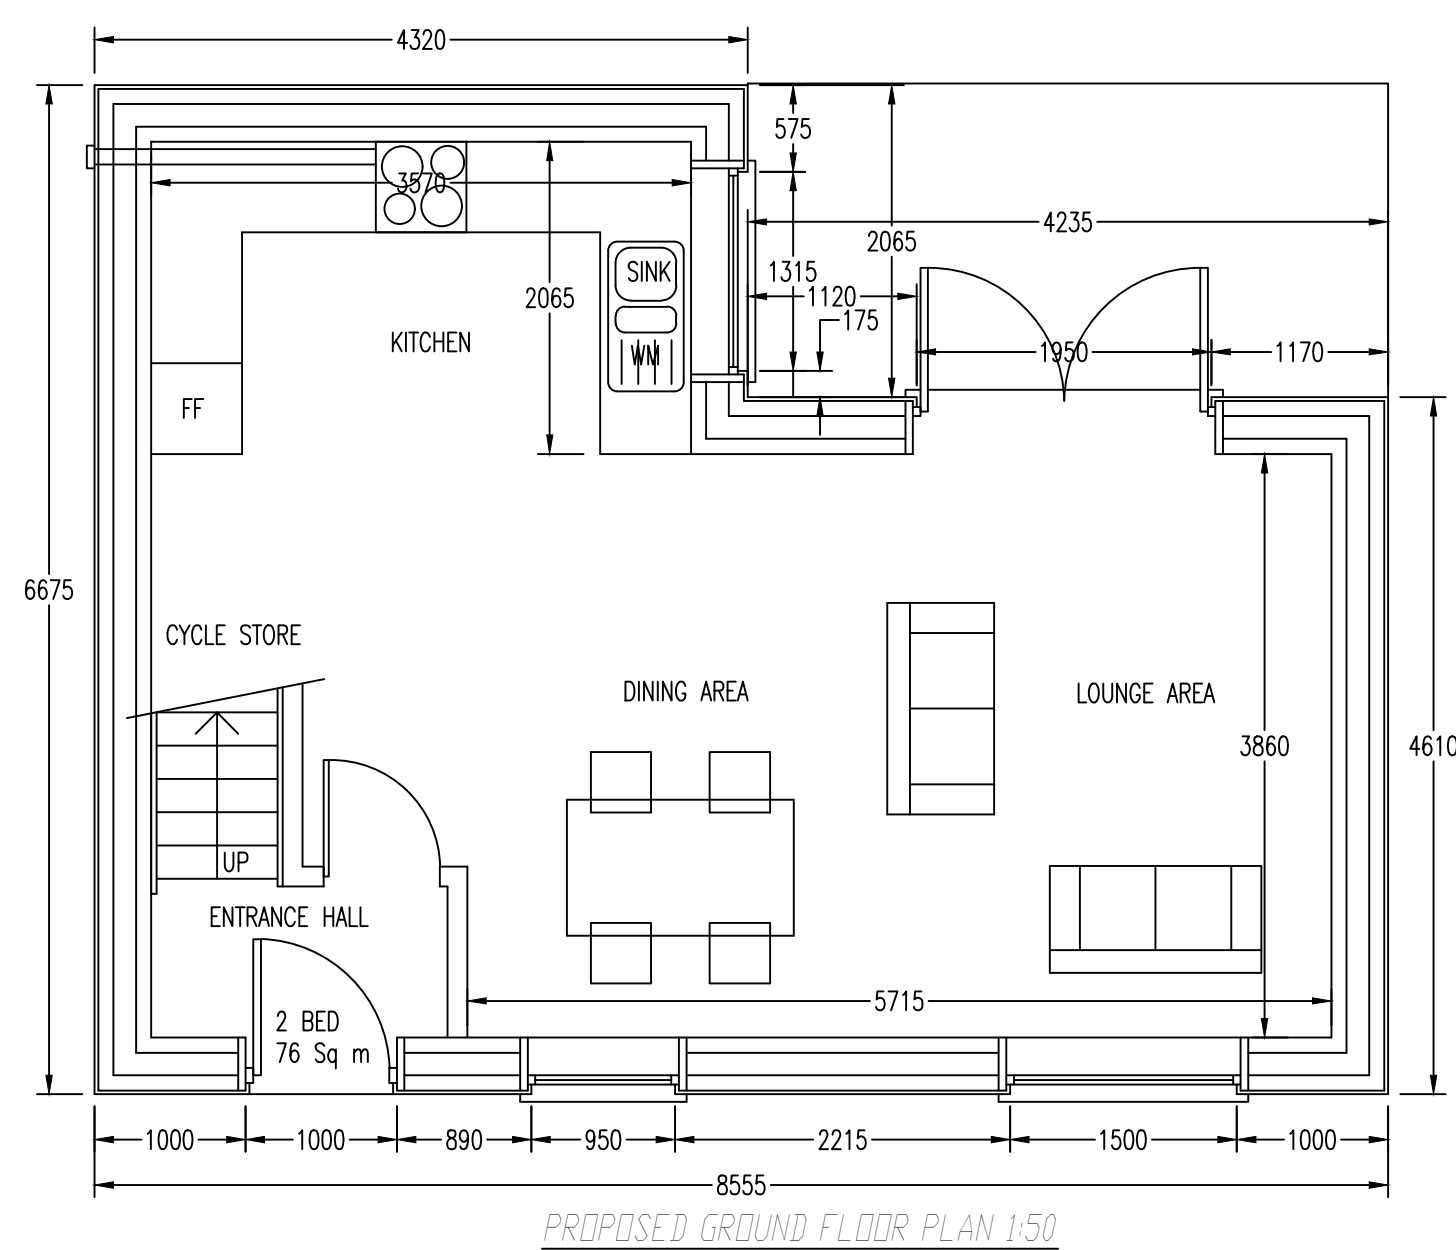 4320
575
3570
4235
2065
1315
SINK
2065
1120
175
KITCHEN
WM
1950
1170
FF
6675
CYCLE STORE
DINING AREA
LOUNGE AREA
3860
4610
UP
ENTRANCE HALL
5715
2 BED
76 Sq m
1000 1000 890 950 2215 1500 1000
8555
PROPOSED GROUND FLOOR PLAN 1:50